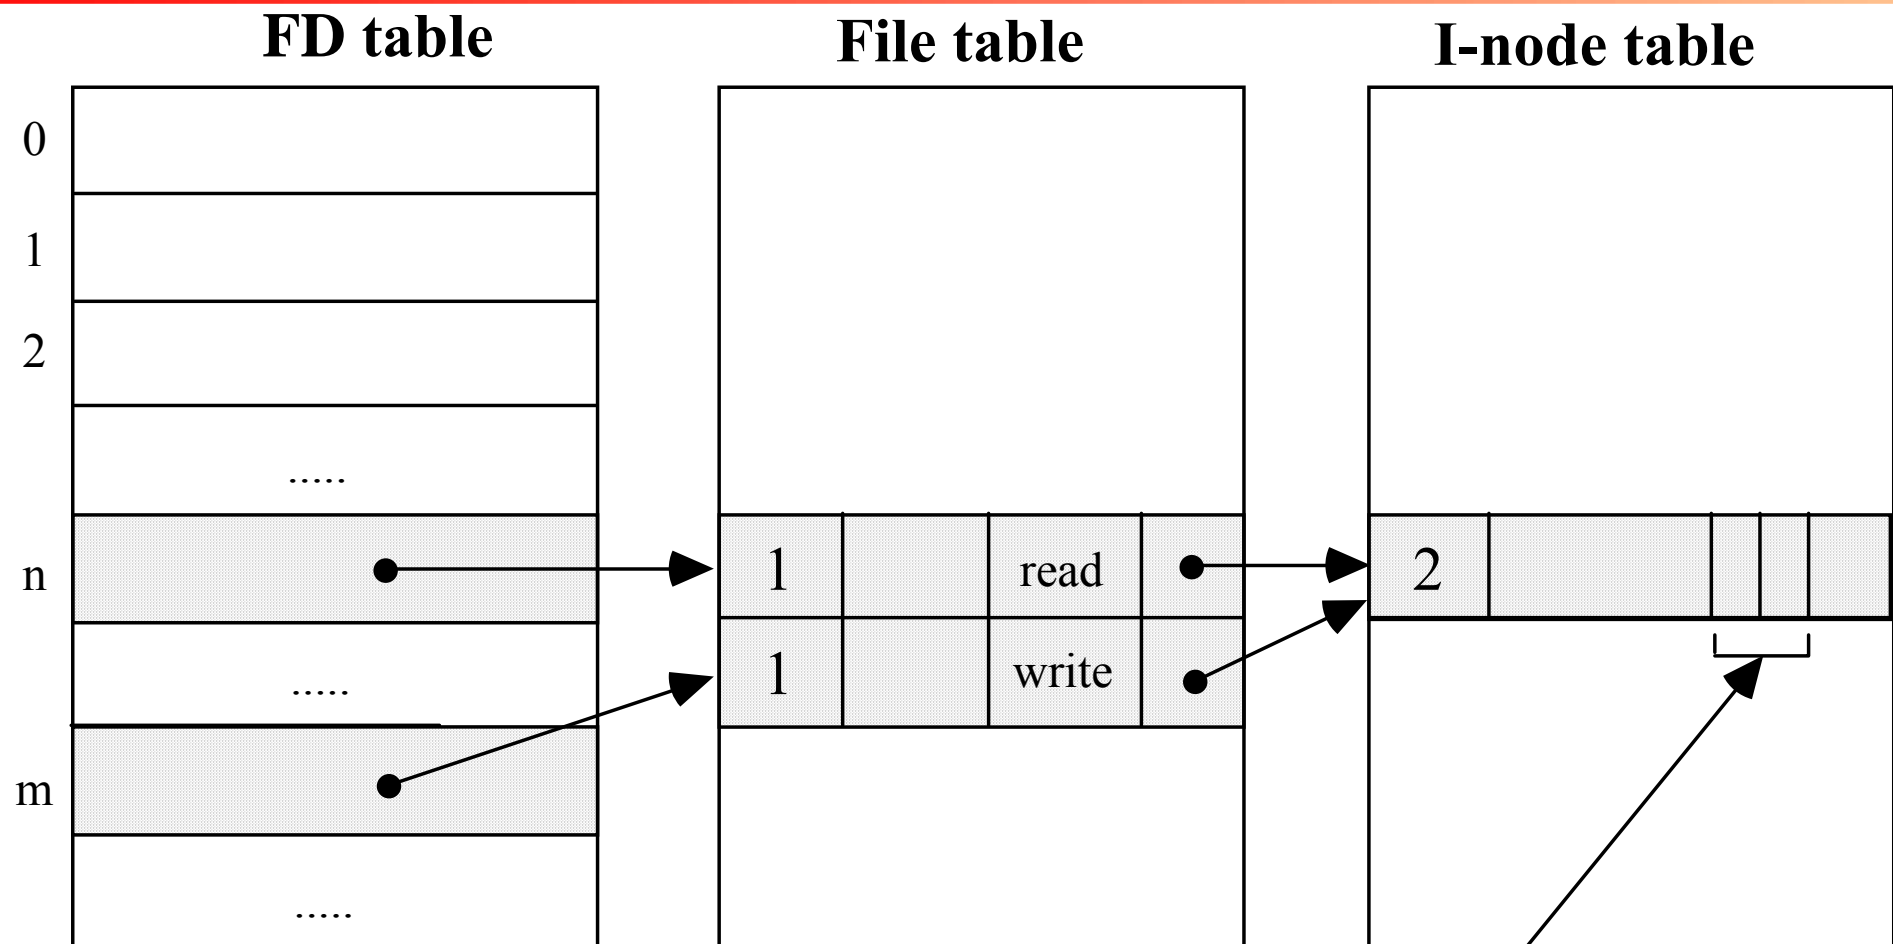 FD table
File table
I-node table
0
1
2
.....
n
1
read
2
1
write
.....
m
.....